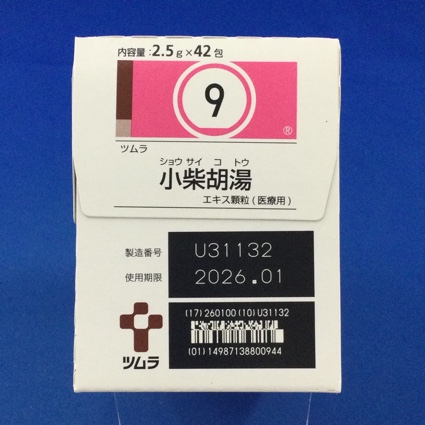 内容量：2.5g×42包
9
®
ツムラ
ショウ サイ コ トウ
小柴胡湯
エキス顆粒(医療用)
製造番号 U31132
使用期限 2026.01
(17)260100(10)U31132
(01)14987138800944
ツムラ